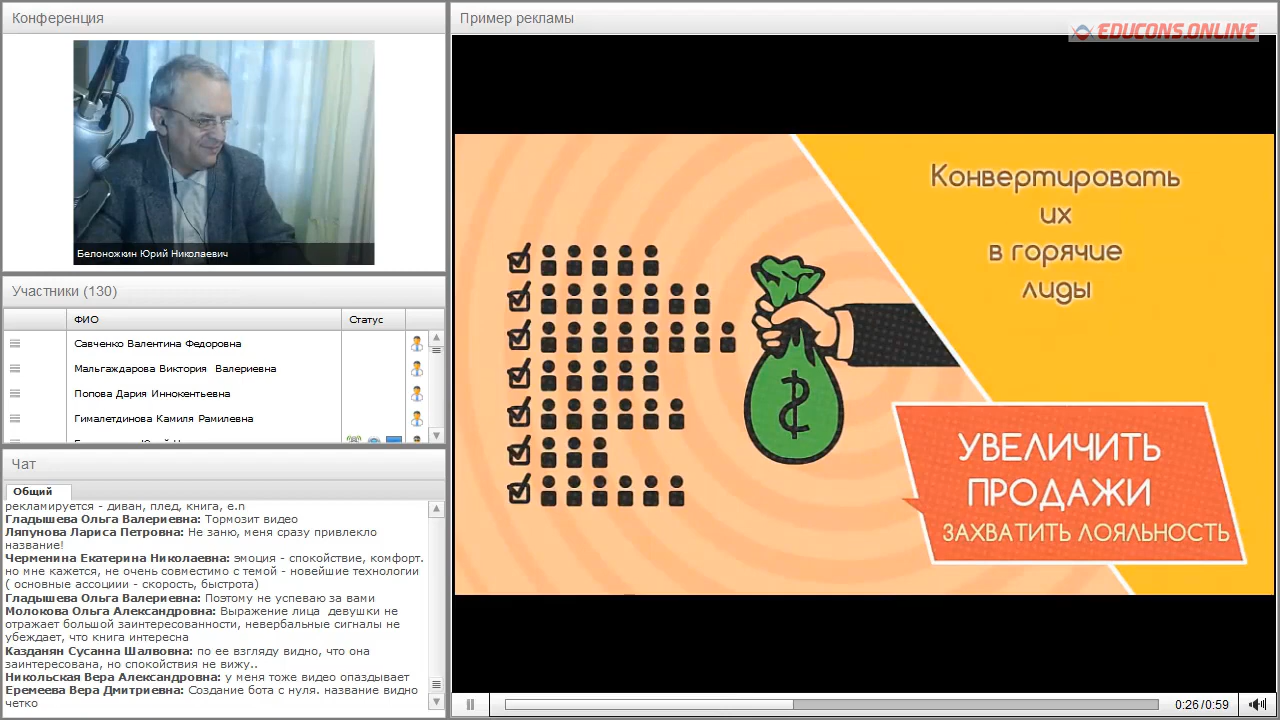 Конференция
Белоножкин Юрий Николаевич
Участники (130)
ФИО
Статус
Савченко Валентина Федоровна
Мальгаждарова Виктория Валериевна
Попова Дария Иннокентьевна
Гималетдинова Камиля Рамилевна
Чат
Общий
рекламируется - диван, плед, книга, е.п
Гладышева Ольга Валериевна: Тормозит видео
Ляпунова Лариса Петровна: Не заню, меня сразу привлекло
название!
Черменина Екатерина Николаевна: эмоция - спокойствие, комфорт.
но мне кажется, не очень совместимо с темой - новейшие технологии
( основные ассоциии - скорость, быстрота)
Гладышева Ольга Валериевна: Поэтому не успеваю за вами
Молокова Ольга Александровна: Выражение лица девушки не
отражает большой заинтересованности, невербальные сигналы не
убеждает, что книга интересна
Казданян Сусанна Шалвовна: по ее взгляду видно, что она
заинтересована, но спокойствия не вижу..
Никольская Вера Александровна: у меня тоже видео опаздывает
Еремеева Вера Дмитриевна: Создание бота с нуля. название видно
четко
Пример рекламы
EDUCONS.ONLINE
Конвертировать
их
в горячие
лиды
УВЕЛИЧИТЬ
ПРОДАЖИ
ЗАХВАТИТЬ ЛОЯЛЬНОСТЬ
0:26/0:59